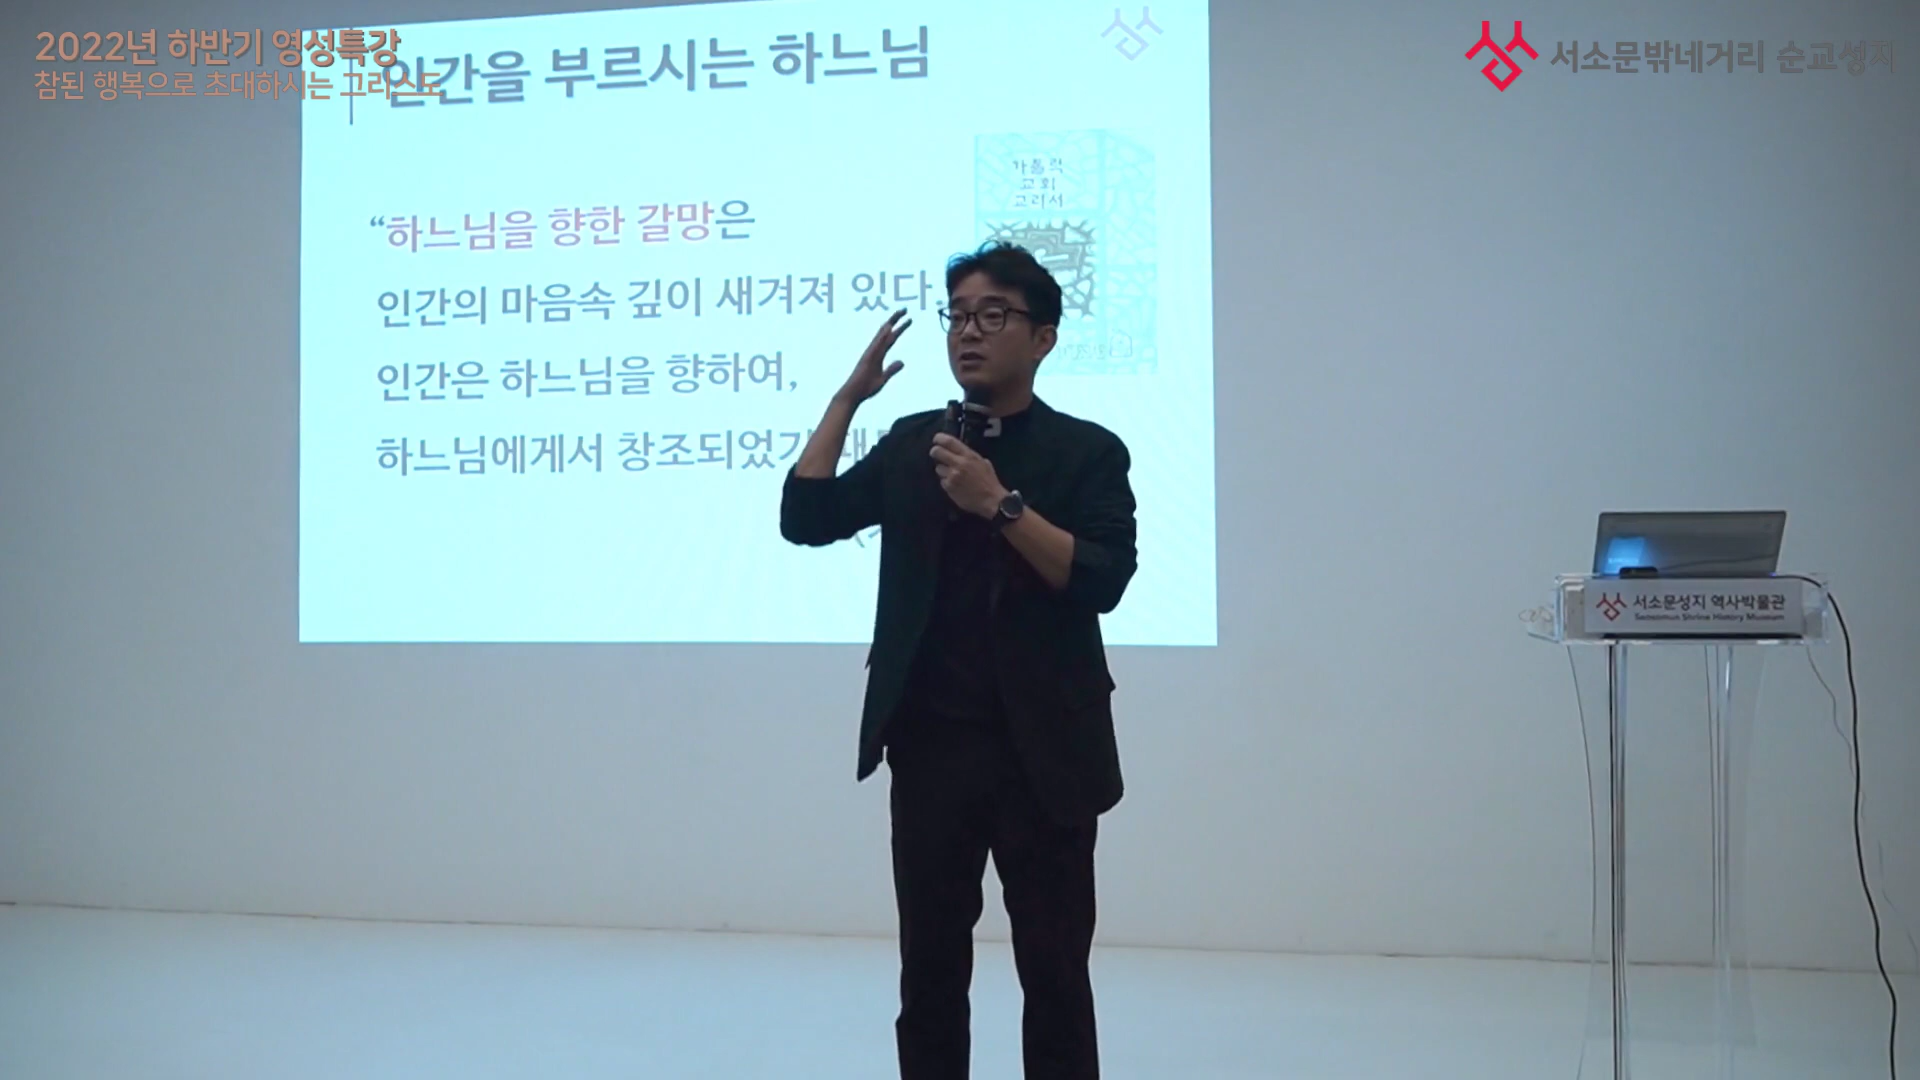 2022년 하반기 영성특강
참된 행복으로 초대하시는 그리스도
서소문밖네거리 순교성지
인간을 부르시는 하느님
가톨릭
교회
교리서
“하느님을 향한 갈망은
인간의 마음속 깊이 새겨져 있다.
인간은 하느님을 향하여,
하느님에게서 창조되었기
서소문성지 역사박물관
Seosomun Shrine History Museum